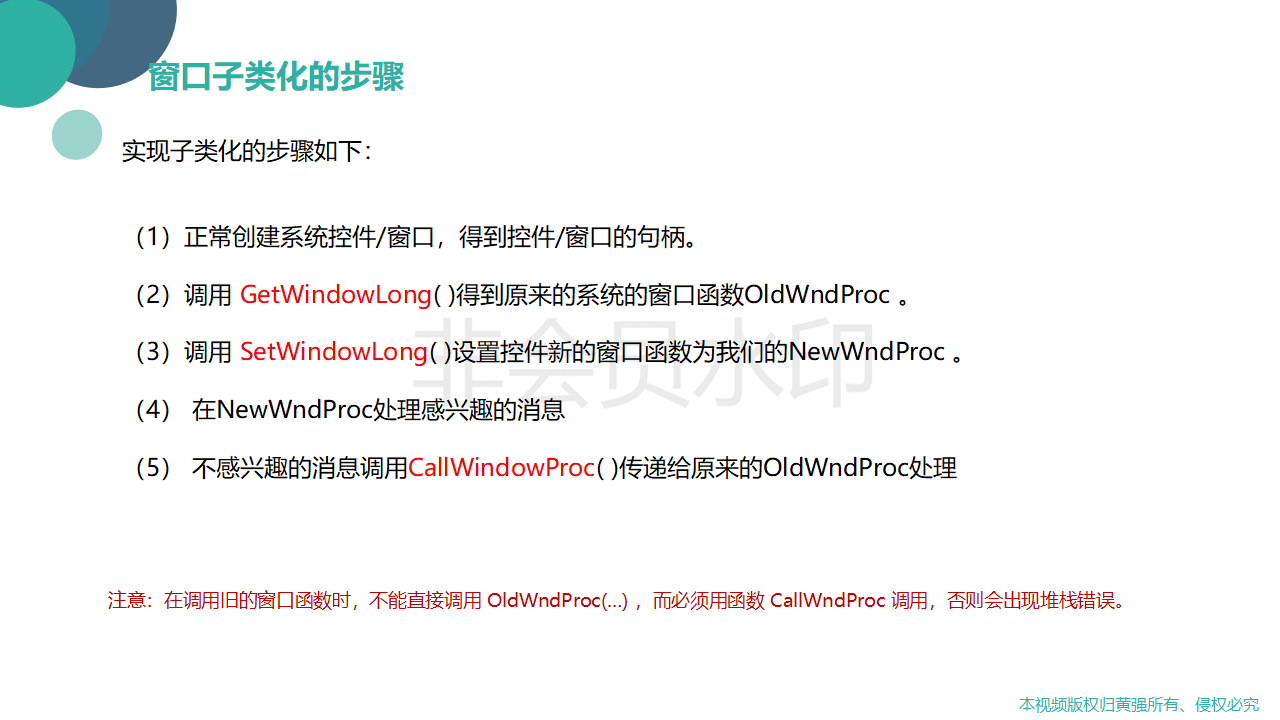 窗口子类化的步骤
实现子类化的步骤如下：
（1）正常创建系统控件/窗口，得到控件/窗口的句柄。
（2）调用 GetWindowLong( )得到原来的系统的窗口函数OldWndProc 。
（3）调用 SetWindowLong( )设置控件新的窗口函数为我们的NewWndProc 。
非会员水印
（4） 在NewWndProc处理感兴趣的消息
（5） 不感兴趣的消息调用CallWindowProc( )传递给原来的OldWndProc处理
注意：在调用旧的窗口函数时，不能直接调用 OldWndProc(...) ，而必须用函数 CallWndProc 调用，否则会出现堆栈错误。
本视频版权归黄强所有、侵权必究